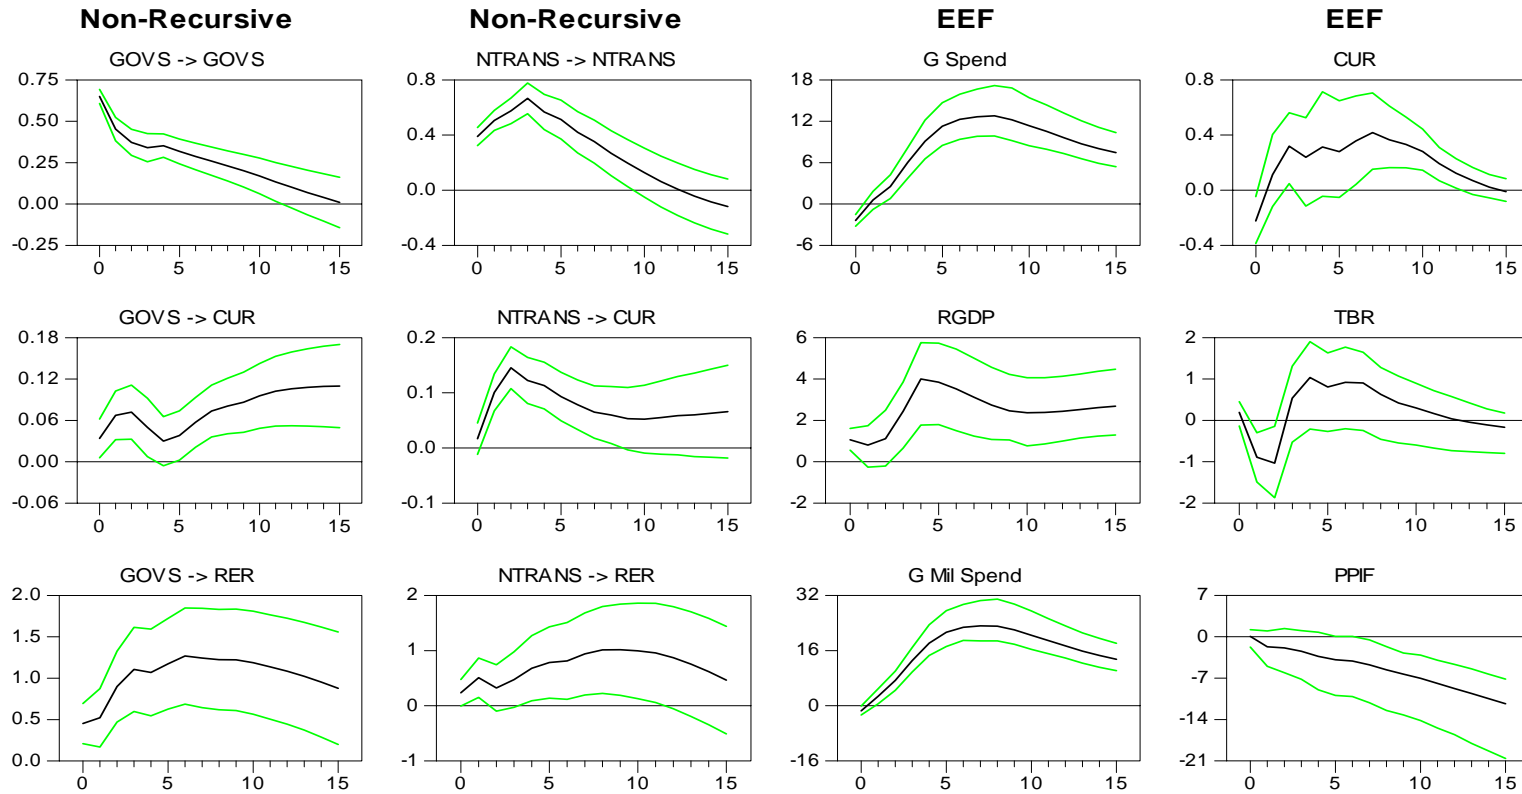 Non-Recursive Non-Recursive EEF EEF
GOVS -> GOVS NTRANS -> NTRANS G Spend CUR
0.75 0.8 18 0.8
0.50 12
0.4 0.4
0.25 6
0.0 0.0
0.00 0
-0.25 -0.4 -6 -0.4
0 5 10 15 0 5 10 15 0 5 10 15 0 5 10 15
GOVS -> CUR NTRANS -> CUR RGDP TBR
0.18 0.2 6 2
0.12 4 1
0.1
0.06 2 0
0.0
0.00 0 -1
-0.06 -0.1 -2 -2
0 5 10 15 0 5 10 15 0 5 10 15 0 5 10 15
GOVS -> RER NTRANS -> RER G Mil Spend PPIF
2.0 2 32 7
1.5 0
1 16
1.0 -7
0 0
0.5 -14
0.0 -1 -16 -21
0 5 10 15 0 5 10 15 0 5 10 15 0 5 10 15